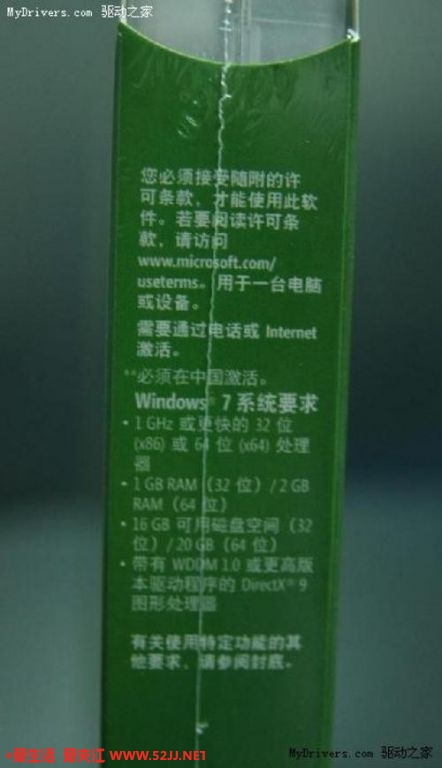 MyDrivers.com 驱动之家
MyDrivers.com 驱动之家
您必须接受随附的许
可条款，才能使用此软
件。若要阅读许可条
款，请访问
www.microsoft.com/
useterms。用于一台电脑
或设备。
需要通过电话或 Internet
激活。
**必须在中国激活。
Windows® 7 系统要求
• 1 GHz 或更快的 32 位
(x86) 或 64 位 (x64) 处理
器
• 1 GB RAM（32 位）/ 2 GB
RAM（64 位）
• 16 GB 可用磁盘空间（32
位）/ 20 GB（64 位）
• 带有 WDDM 1.0 或更高版
本驱动程序的 DirectX® 9
图形处理器
有关使用特定功能的其
他要求，请参阅封底。
WWW.52JJ.NET
MyDrivers.com 驱动之家